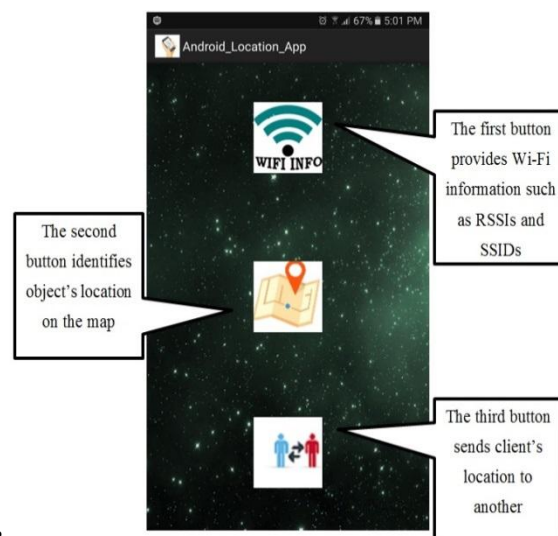 67% 5:01 PM
Android_Location_App
WIFI INFO
The first button
provides Wi-Fi
information such
as RSSIs and
SSIDs
The second
button identifies
object's location
on the map
The third button
sends client's
location to
another